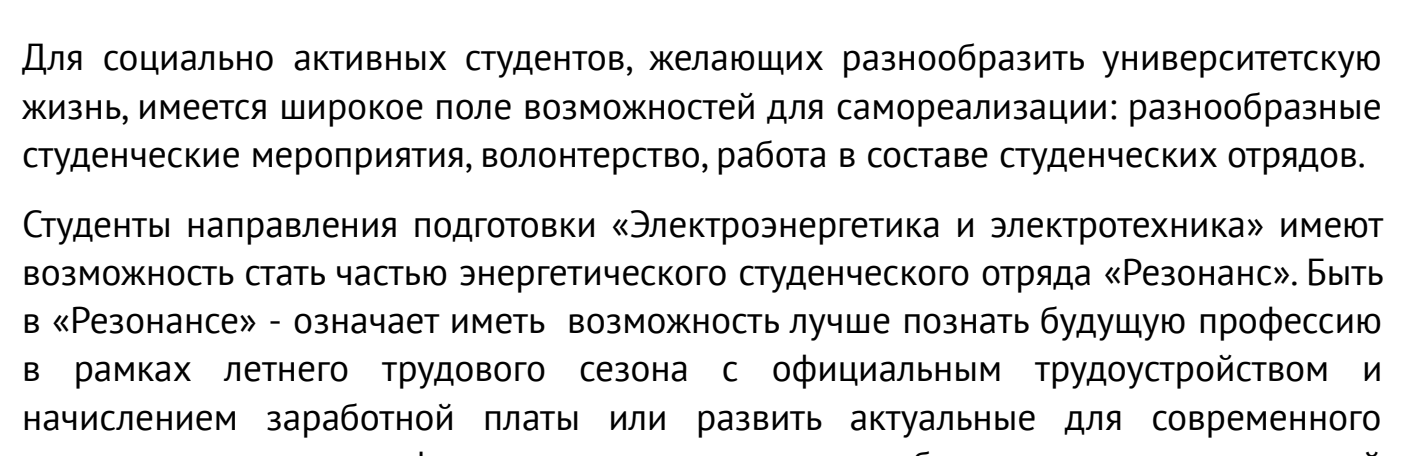 Для социально активных студентов, желающих разнообразить университетскую
жизнь, имеется широкое поле возможностей для самореализации: разнообразные
студенческие мероприятия, волонтерство, работа в составе студенческих отрядов.
Студенты направления подготовки «Электроэнергетика и электротехника» имеют
возможность стать частью энергетического студенческого отряда «Резонанс». Быть
в «Резонансе» - означает иметь  возможность лучше познать будущую профессию
в рамках летнего трудового сезона с официальным трудоустройством и
начислением заработной платы или развить актуальные для современного